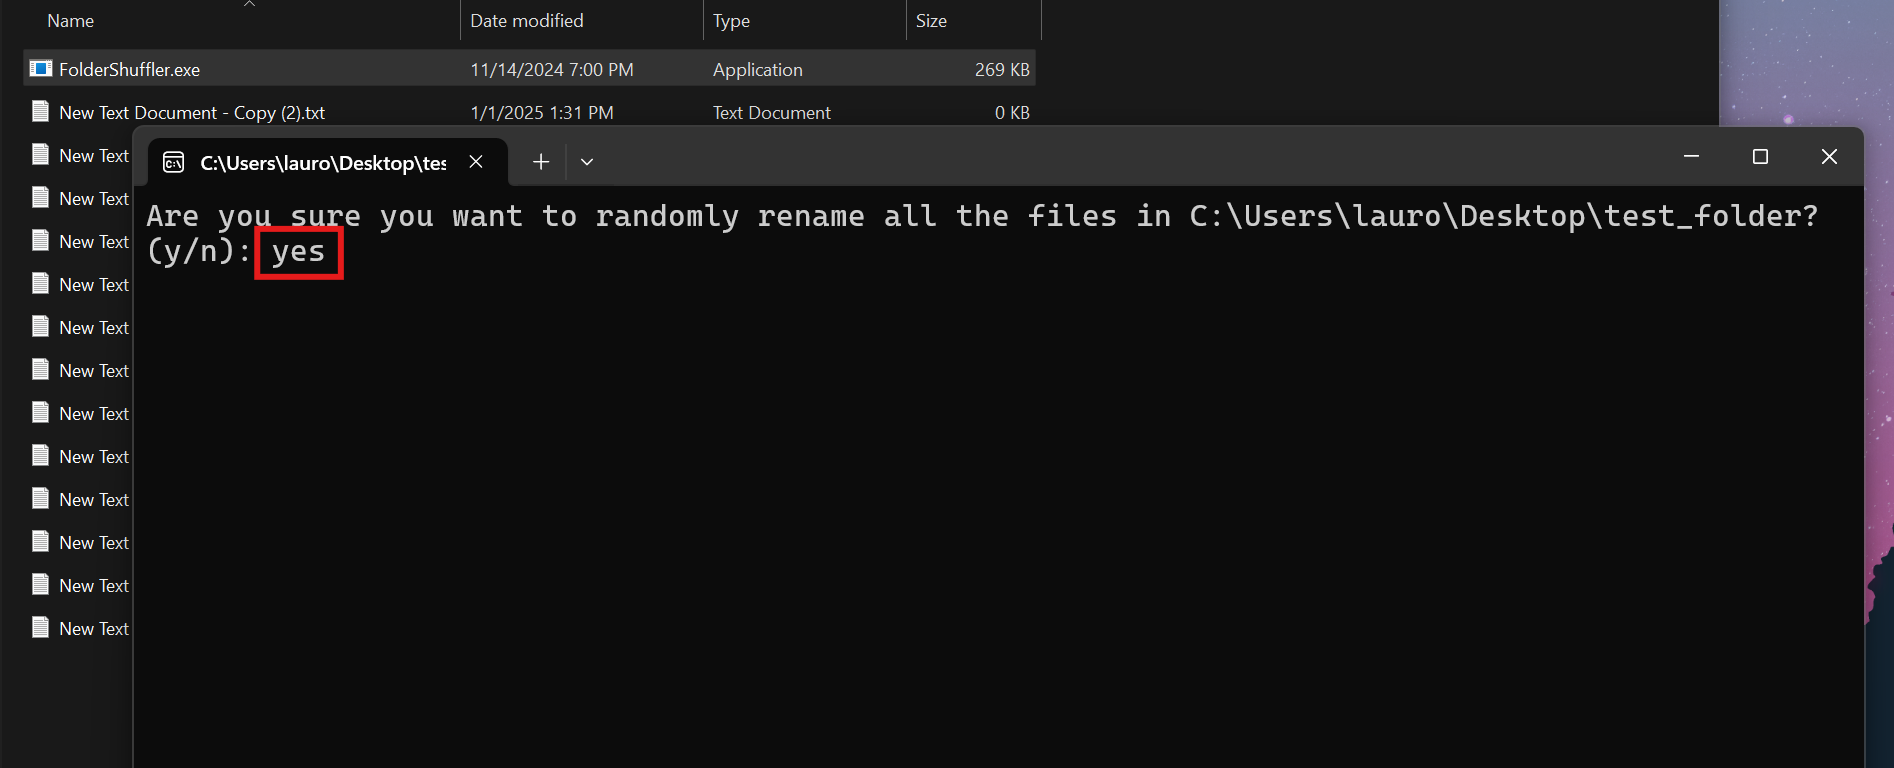 Name Date modified Type Size
FolderShuffler.exe 11/14/2024 7:00 PM Application 269 KB
New Text Document - Copy (2).txt 1/1/2025 1:31 PM Text Document 0 KB
New Text
C:\Users\lauro\Desktop\tes
New Text
Are you sure you want to randomly rename all the files in C:\Users\lauro\Desktop\test_folder?
(y/n): yes
New Text
New Text
New Text
New Text
New Text
New Text
New Text
New Text
New Text
New Text